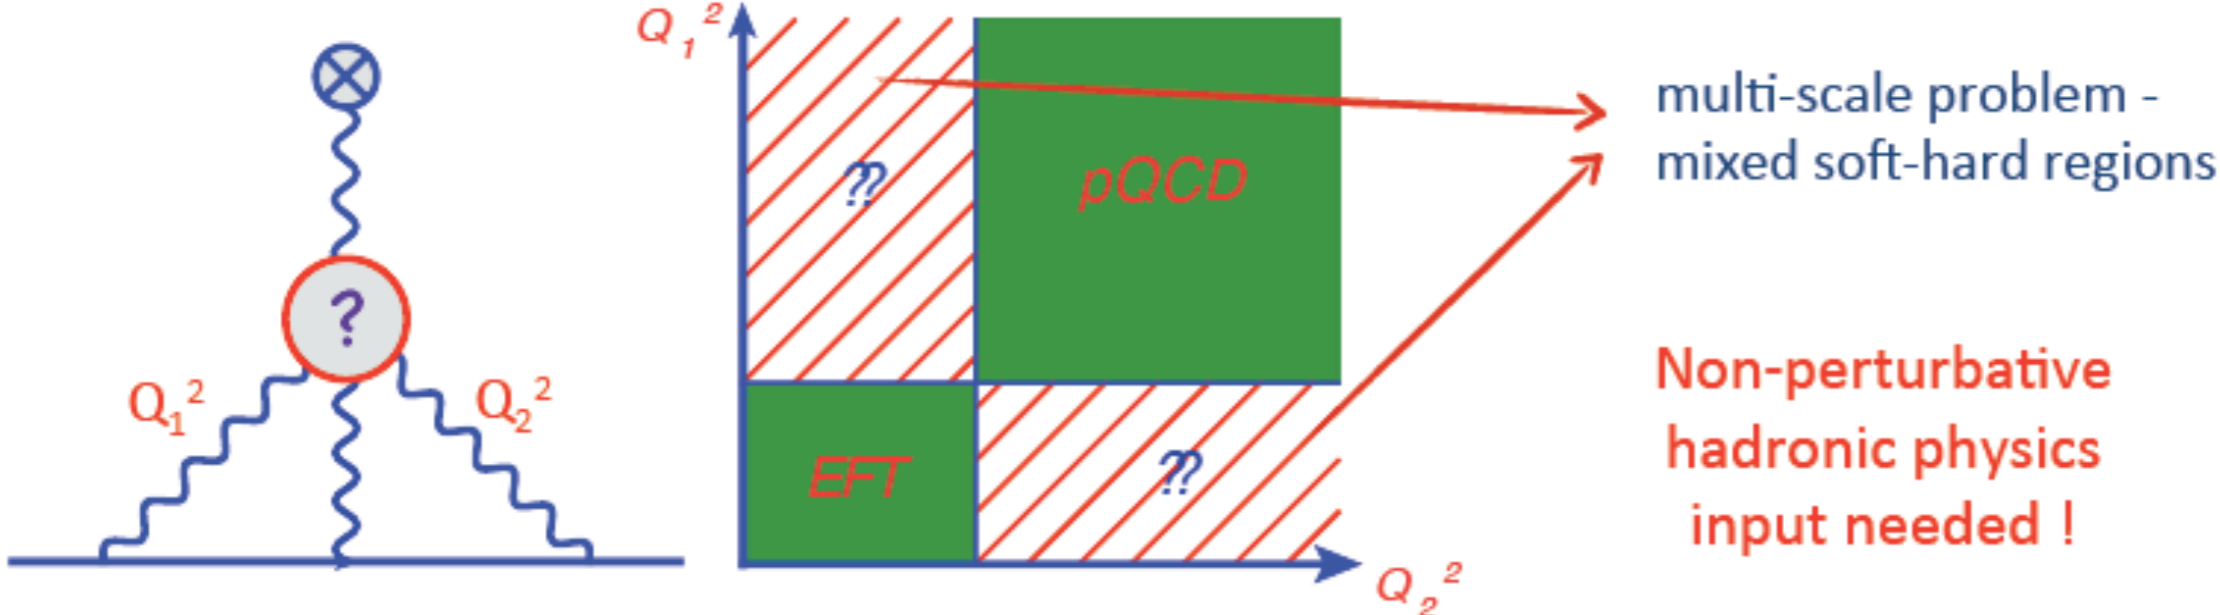 ?
Q₁²
Q₂²
Q₁²
??
pQCD
EFT
??
Q₂²
multi-scale problem -
mixed soft-hard regions
Non-perturbative
hadronic physics
input needed !